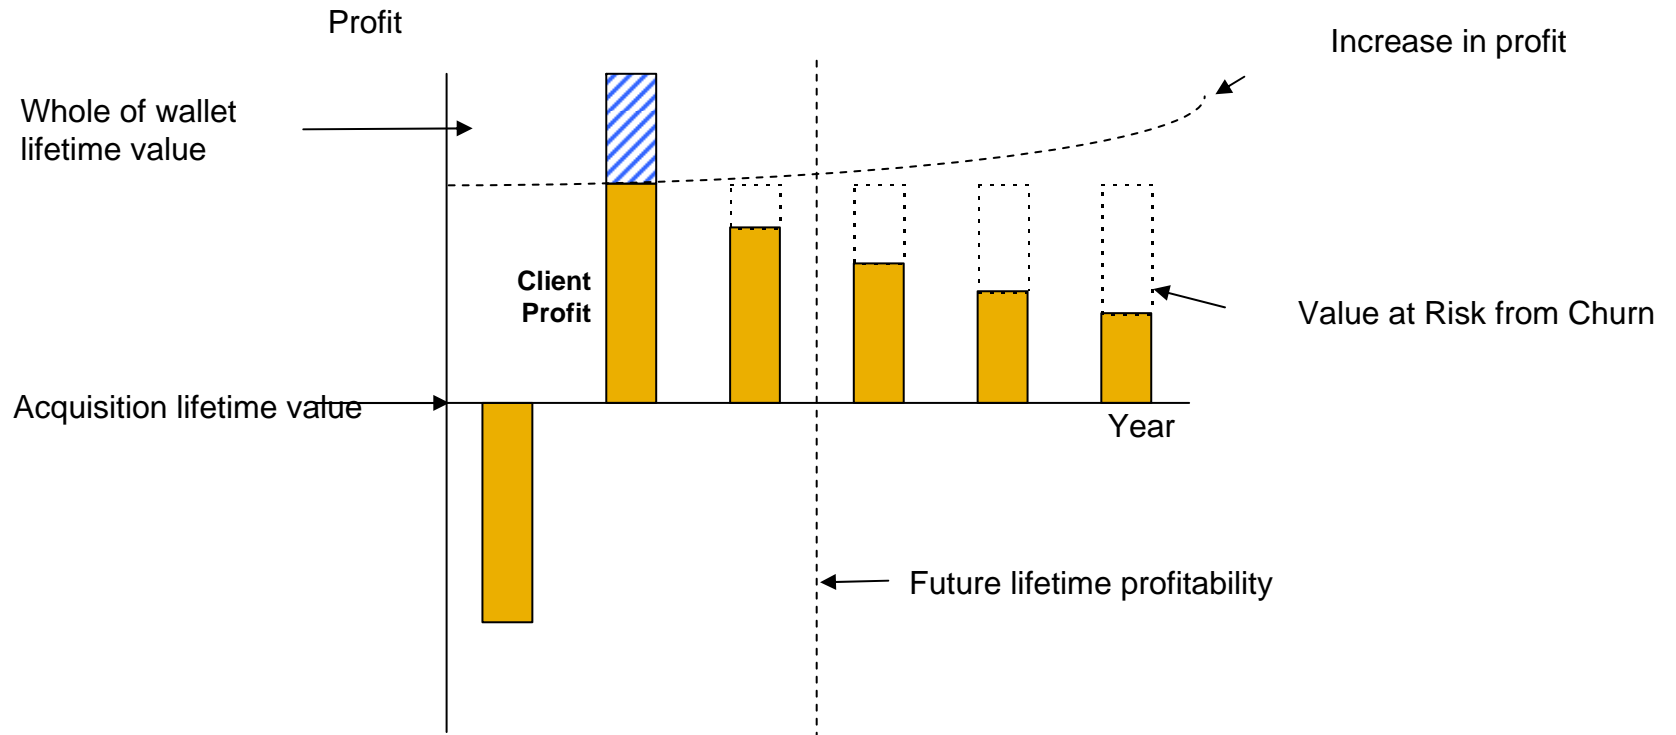 Profit
Increase in profit
Whole of wallet
lifetime value
Client
Profit
Value at Risk from Churn
Acquisition lifetime value
Year
Future lifetime profitability